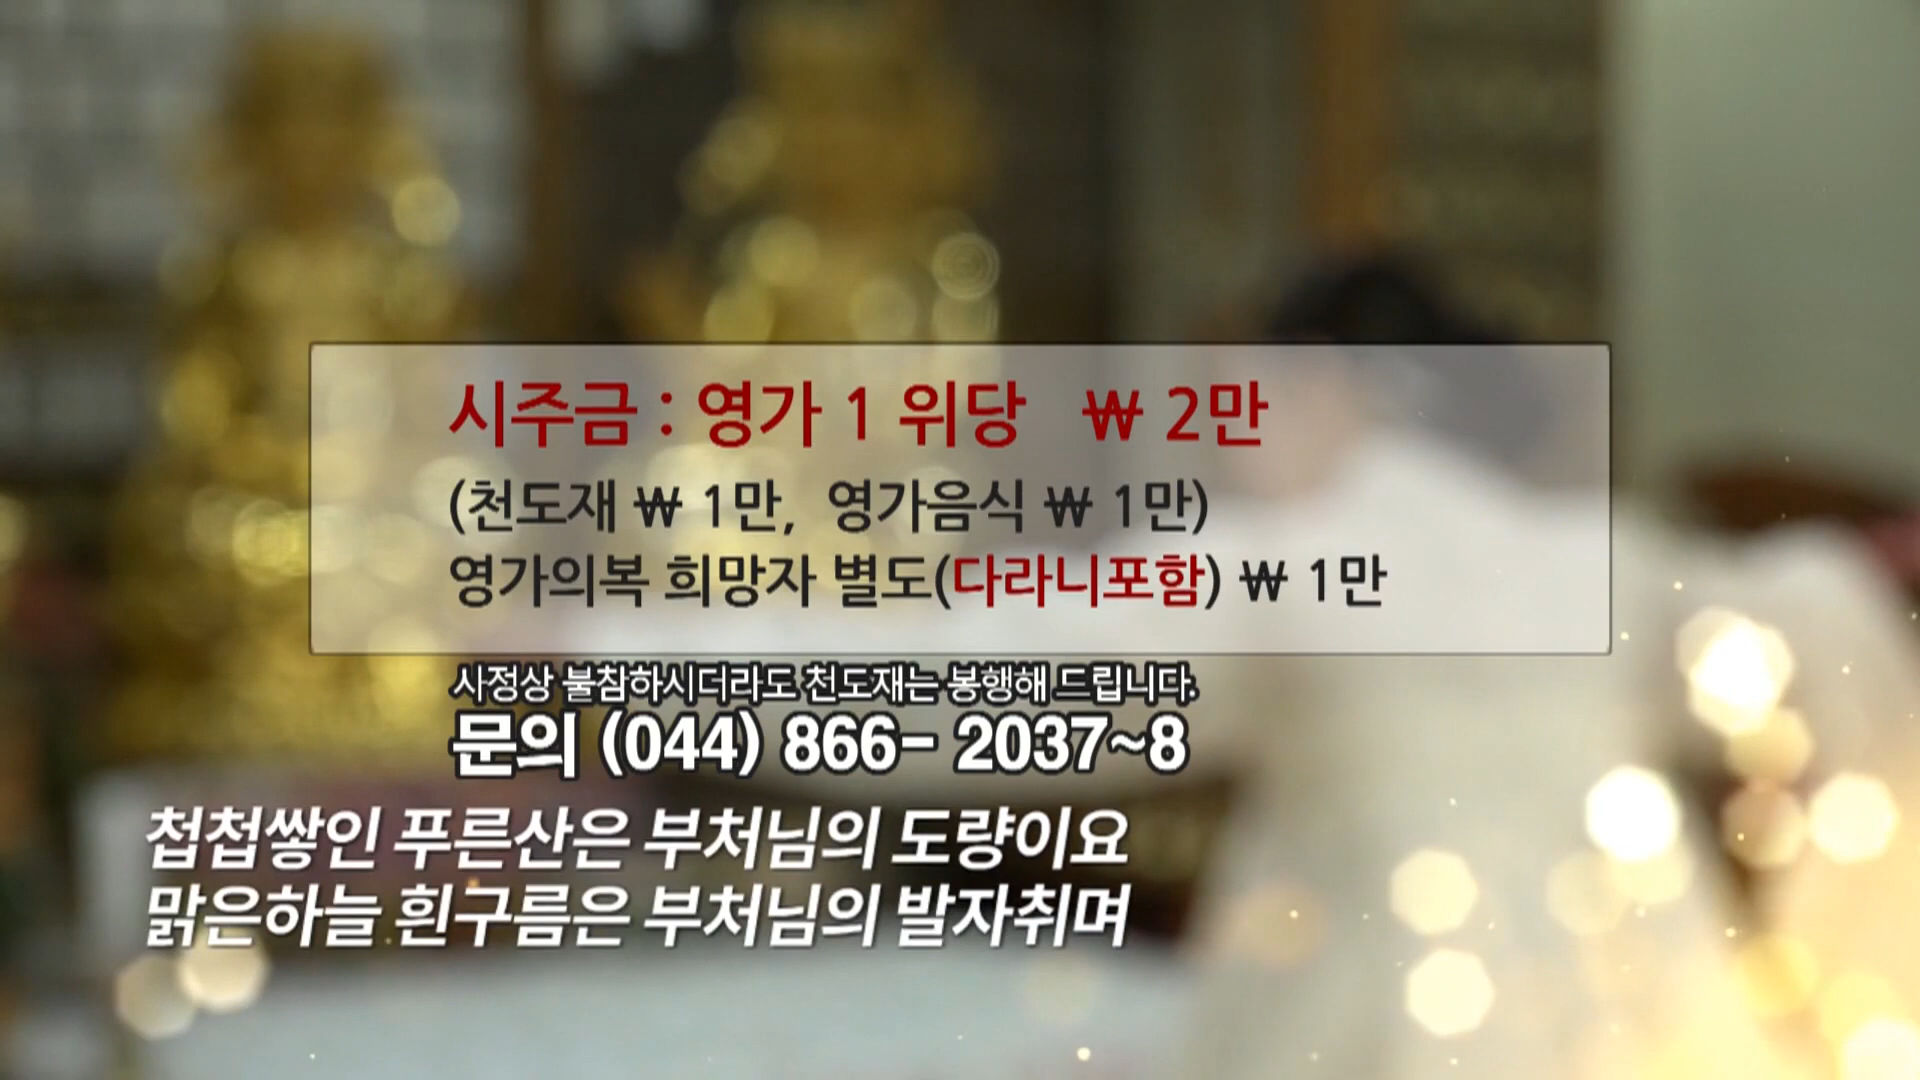 시주금 : 영가 1 위당 ₩ 2만
(천도재 ₩ 1만, 영가음식 ₩ 1만)
영가의복 희망자 별도(다라니포함) ₩ 1만
사정상 불참하시더라도 천도재는 봉행해 드립니다.
문의 (044) 866- 2037~8
첩첩쌓인 푸른산은 부처님의 도량이요
맑은하늘 흰구름은 부처님의 발자취며